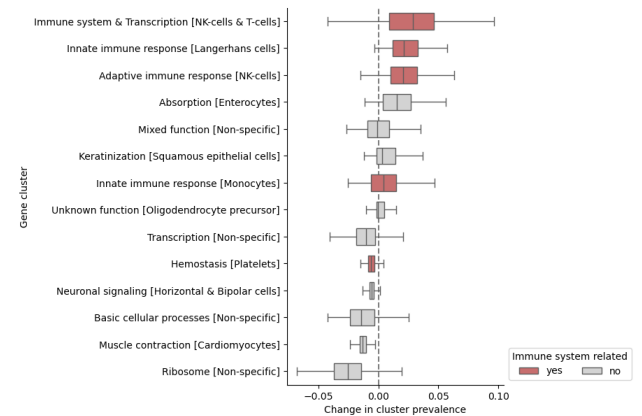 Immune system & Transcription [NK-cells & T-cells]
Innate immune response [Langerhans cells]
Adaptive immune response [NK-cells]
Absorption [Enterocytes]
Mixed function [Non-specific]
Keratinization [Squamous epithelial cells]
Innate immune response [Monocytes]
Unknown function [Oligodendrocyte precursor]
Transcription [Non-specific]
Hemostasis [Platelets]
Neuronal signaling [Horizontal & Bipolar cells]
Basic cellular processes [Non-specific]
Muscle contraction [Cardiomyocytes]
Ribosome [Non-specific]
Gene cluster
−0.05 0.00 0.05 0.10
Change in cluster prevalence
Immune system related
yes no